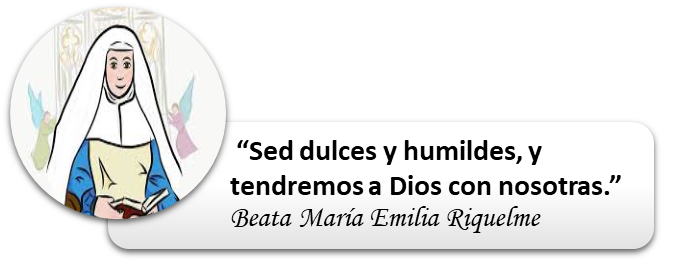 “Sed dulces y humildes, y
tendremos a Dios con nosotras.”
Beata María Emilia Riquelme